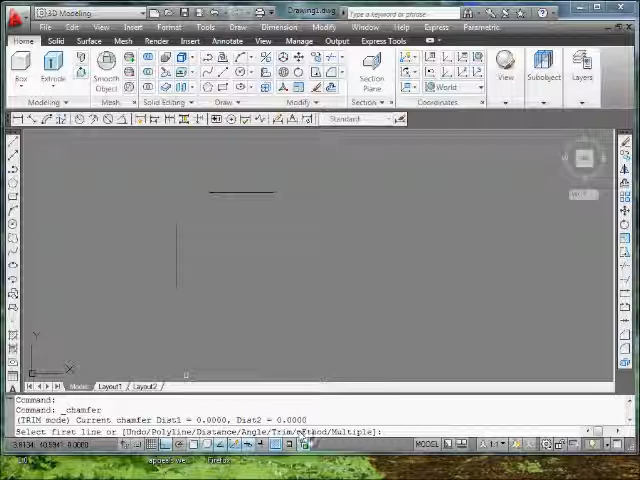 3D Modeling Drawing1.dwg Type a keyword or phrase
Insert Format Tools Draw Dimension Modify Window Express Parametric
Home Solid Surface Mesh Render Insert Annotate View Manage Output Express Tools
Box Extrude Smooth Object Section Plane World View Subobject Layers
Modeling Mesh Solid Editing Draw Modify Section Coordinates
Standard
Y
X
Model Layout1 Layout2
Command:
Command: _chamfer
(TRIM mode) Current chamfer Dist1 = 0.0000, Dist2 = 0.0000
Select first line or [Undo/Polyline/Distance/Angle/Trim/mEthod/Multiple]:
MODEL 1:1
Firefox